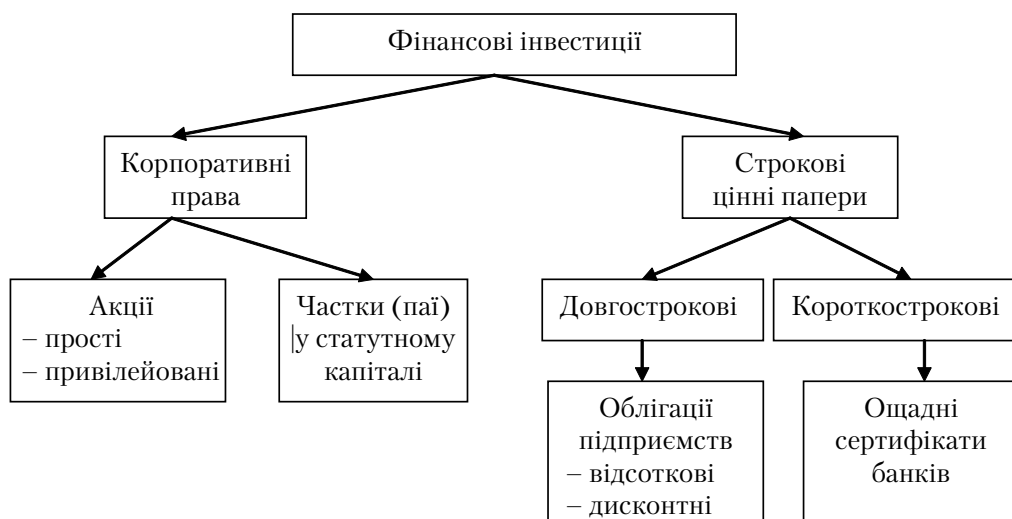 Фінансові інвестиції
Корпоративні
права
Строкові
цінні папери
Акції
– прості
– привілейовані
Частки (паї)
у статутному
капіталі
Довгострокові
Короткострокові
Облігації
підприємств
– відсоткові
– дисконтні
Ощадні
сертифікати
банків